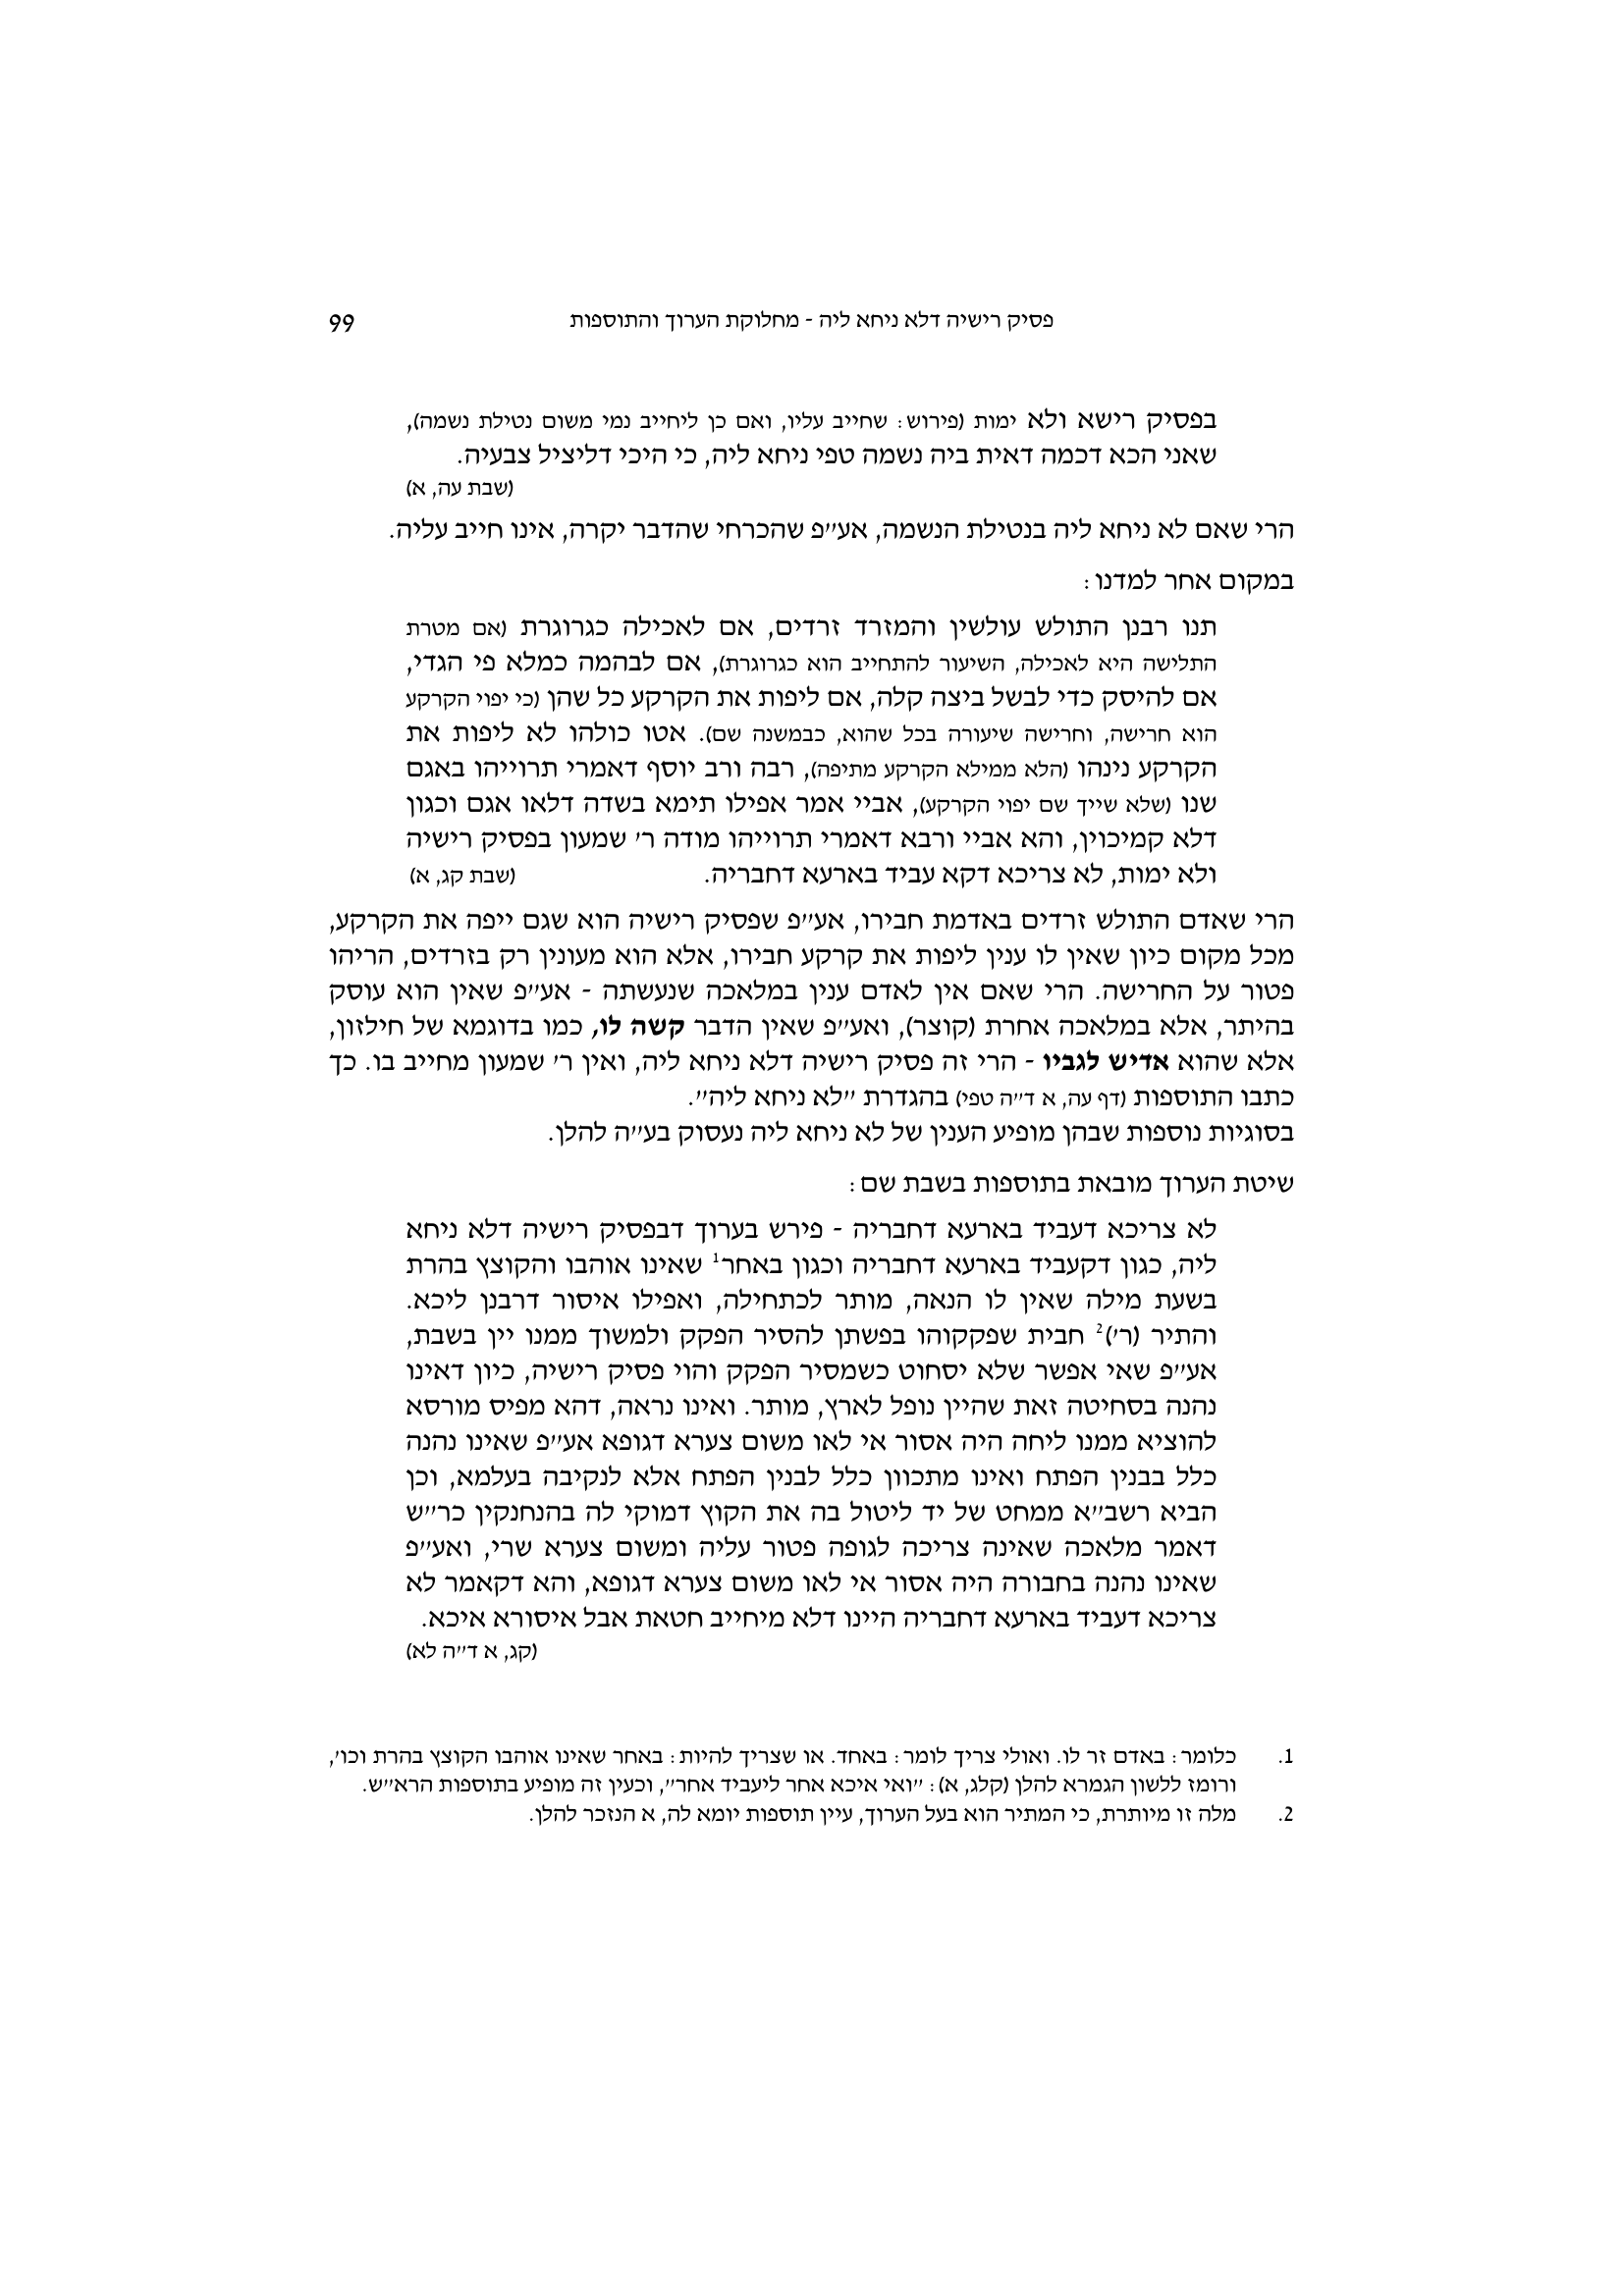 פסיק רישיה דלא ניחא ליה - מחלוקת הערוך והתוספות 99
בפסיק רישא ולא ימות (פירוש: שחייב עליו, ואם כן ליחייב נמי משום נטילת נשמה),
שאני הכא דכמה דאית ביה נשמה טפי ניחא ליה, כי היכי דליציל צבעיה.
(שבת עה, א)
הרי שאם לא ניחא ליה בנטילת הנשמה, אע״פ שהכרחי שהדבר יקרה, אינו חייב עליה.
במקום אחר למדנו:
תנו רבנן התולש עולשין והמזרד זרדים, אם לאכילה כגרוגרת (אם מטרת
התלישה היא לאכילה, השיעור להתחייב הוא כגרוגרת), אם לבהמה כמלא פי הגדי,
אם להיסק כדי לבשל ביצה קלה, אם ליפות את הקרקע כל שהן (כי יפוי הקרקע
הוא חרישה, וחרישה שיעורה בכל שהוא, כבמשנה שם). אטו כולהו לא ליפות את
הקרקע נינהו (הלא ממילא הקרקע מתיפה), רבה ורב יוסף דאמרי תרוייהו באגם
שנו (שלא שייך שם יפוי הקרקע), אביי אמר אפילו תימא בשדה דלאו אגם וכגון
דלא קמיכוין, והא אביי ורבא דאמרי תרוייהו מודה ר׳ שמעון בפסיק רישיה
ולא ימות, לא צריכא דקא עביד בארעא דחבריה. (שבת קג, א)
הרי שאדם התולש זרדים באדמת חבירו, אע״פ שפסיק רישיה הוא שגם ייפה את הקרקע,
מכל מקום כיון שאין לו ענין ליפות את קרקע חבירו, אלא הוא מעונין רק בזרדים, הריהו
פטור על החרישה. הרי שאם אין לאדם ענין במלאכה שנעשתה - אע״פ שאין הוא עוסק
בהיתר, אלא במלאכה אחרת (קוצר), ואע״פ שאין הדבר קשה לו, כמו בדוגמא של חילזון,
אלא שהוא אדיש לגביו - הרי זה פסיק רישיה דלא ניחא ליה, ואין ר׳ שמעון מחייב בו. כך
כתבו התוספות (דף עה, א ד״ה טפי) בהגדרת ״לא ניחא ליה״.
בסוגיות נוספות שבהן מופיע הענין של לא ניחא ליה נעסוק בע״ה להלן.
שיטת הערוך מובאת בתוספות בשבת שם:
לא צריכא דעביד בארעא דחבריה - פירש בערוך דבפסיק רישיה דלא ניחא
ליה, כגון דקעביד בארעא דחבריה וכגון באחר1 שאינו אוהבו והקוצץ בהרת
בשעת מילה שאין לו הנאה, מותר לכתחילה, ואפילו איסור דרבנן ליכא.
והתיר (ר׳)2 חבית שפקקוהו בפשתן להסיר הפקק ולמשוך ממנו יין בשבת,
אע״פ שאי אפשר שלא יסחוט כשמסיר הפקק והוי פסיק רישיה, כיון דאינו
נהנה בסחיטה זאת שהיין נופל לארץ, מותר. ואינו נראה, דהא מפיס מורסא
להוציא ממנו ליחה היה אסור אי לאו משום צערא דגופא אע״פ שאינו נהנה
כלל בבנין הפתח ואינו מתכוון כלל לבנין הפתח אלא לנקיבה בעלמא, וכן
הביא רשב״א ממחט של יד ליטול בה את הקוץ דמוקי לה בהנחנקין כר״ש
דאמר מלאכה שאינה צריכה לגופה פטור עליה ומשום צערא שרי, ואע״פ
שאינו נהנה בחבורה היה אסור אי לאו משום צערא דגופא, והא דקאמר לא
צריכא דעביד בארעא דחבריה היינו דלא מיחייב חטאת אבל איסורא איכא.
(קג, א ד״ה לא)
1. כלומר: באדם זר לו. ואולי צריך לומר: באחד. או שצריך להיות: באחר שאינו אוהבו הקוצץ בהרת וכו׳,
ורומז ללשון הגמרא להלן (קלג, א): ״ואי איכא אחר ליעביד אחר״, וכעין זה מופיע בתוספות הרא״ש.
2. מלה זו מיותרת, כי המתיר הוא בעל הערוך, עיין תוספות יומא לה, א הנזכר להלן.